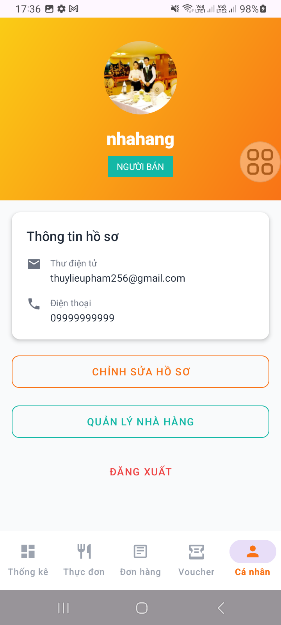 17:36 98%
nhahang
NGƯỜI BÁN
Thông tin hồ sơ
Thư điện tử
thuylieupham256@gmail.com
Điện thoại
09999999999
CHỈNH SỬA HỒ SƠ
QUẢN LÝ NHÀ HÀNG
ĐĂNG XUẤT
Thống kê Thực đơn Đơn hàng Voucher Cá nhân